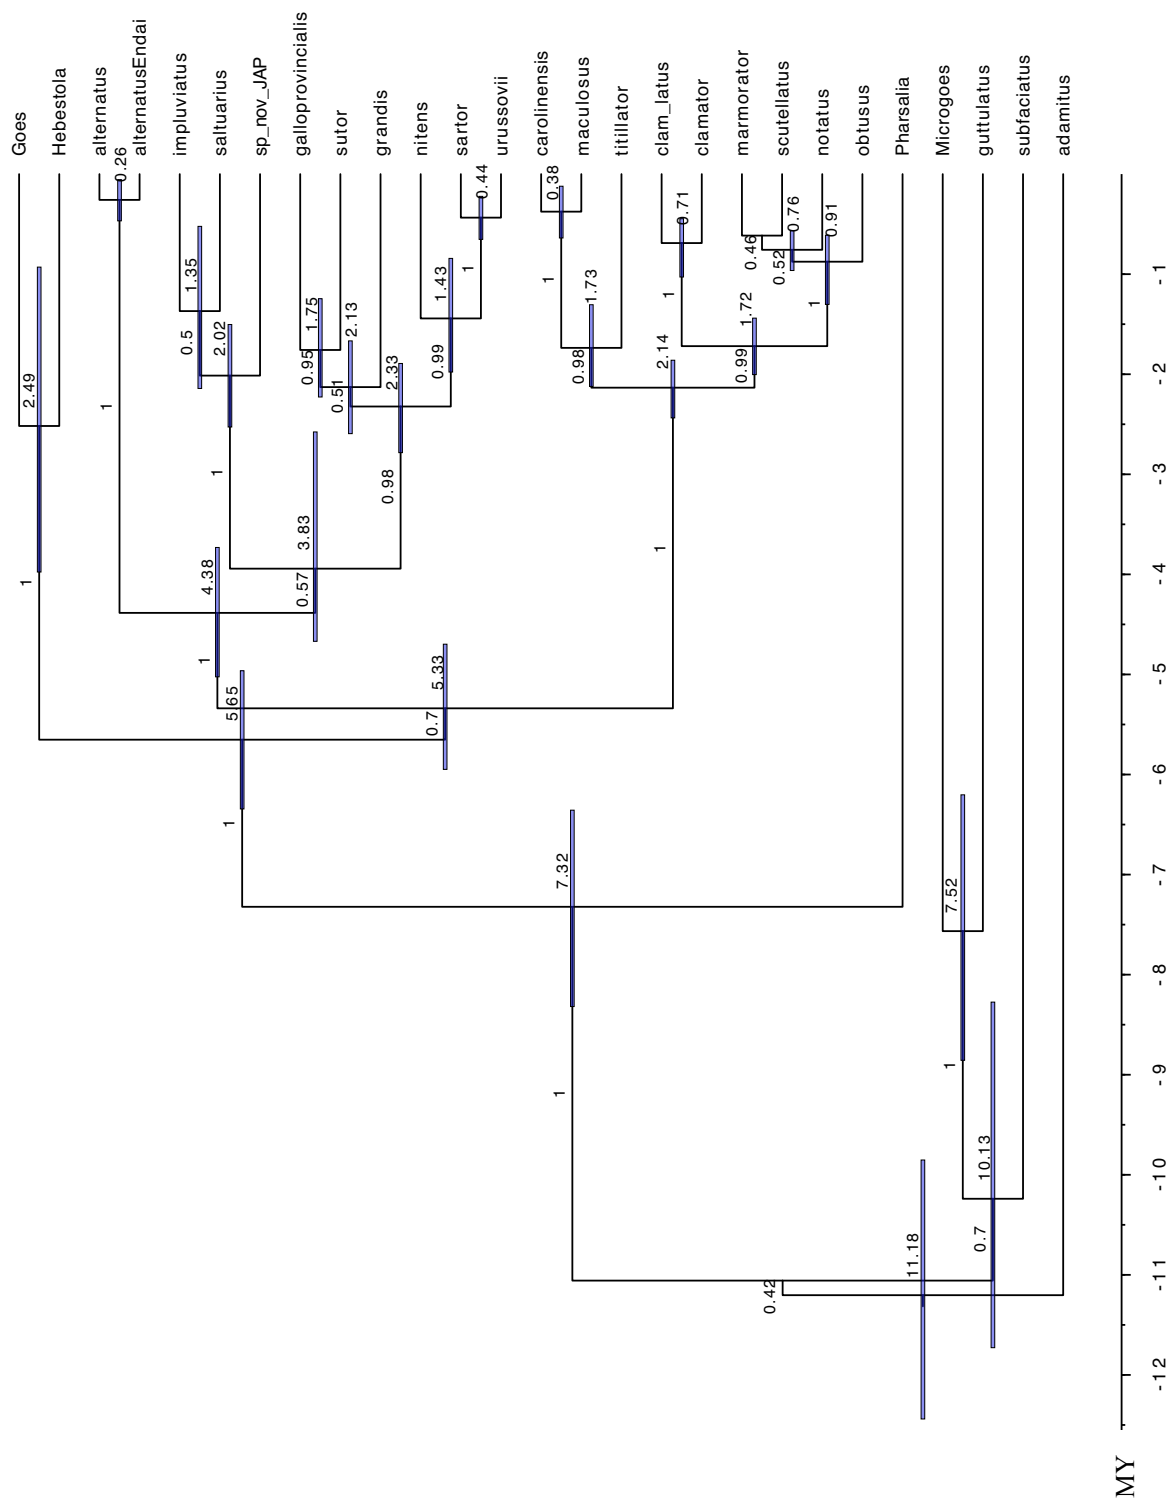 Goes
Hebestola
alternatus
alternatusEndai
impluviatus
saltuarius
sp_nov_JAP
galloprovincialis
sutor
grandis
nitens
sartor
urussovii
carolinensis
maculosus
titillator
clam_latus
clamator
marmorator
scutellatus
notatus
obtusus
Pharsalia
Microgoes
guttulatus
subfaciatus
adamitus
2.49
1
0.26
1
1.35
0.5
2.02
1
1.75
0.95
2.13
0.51
2.33
0.98
1.43
0.99
0.44
1
3.83
0.57
4.38
1
5.65
1
5.33
0.7
0.38
1
1.73
0.98
2.14
1
0.71
1
1.72
0.99
0.46
0.76
0.52
0.91
1
7.32
1
7.52
1
10.13
0.7
11.18
0.42
-1
-2
-3
-4
-5
-6
-7
-8
-9
-10
-11
-12
MY